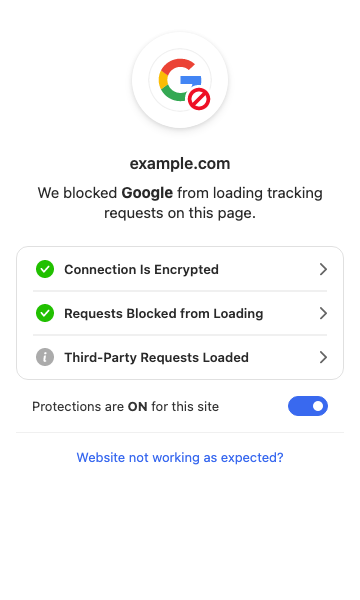 example.com
We blocked Google from loading tracking
requests on this page.
Connection Is Encrypted
Requests Blocked from Loading
Third-Party Requests Loaded
Protections are ON for this site
Website not working as expected?